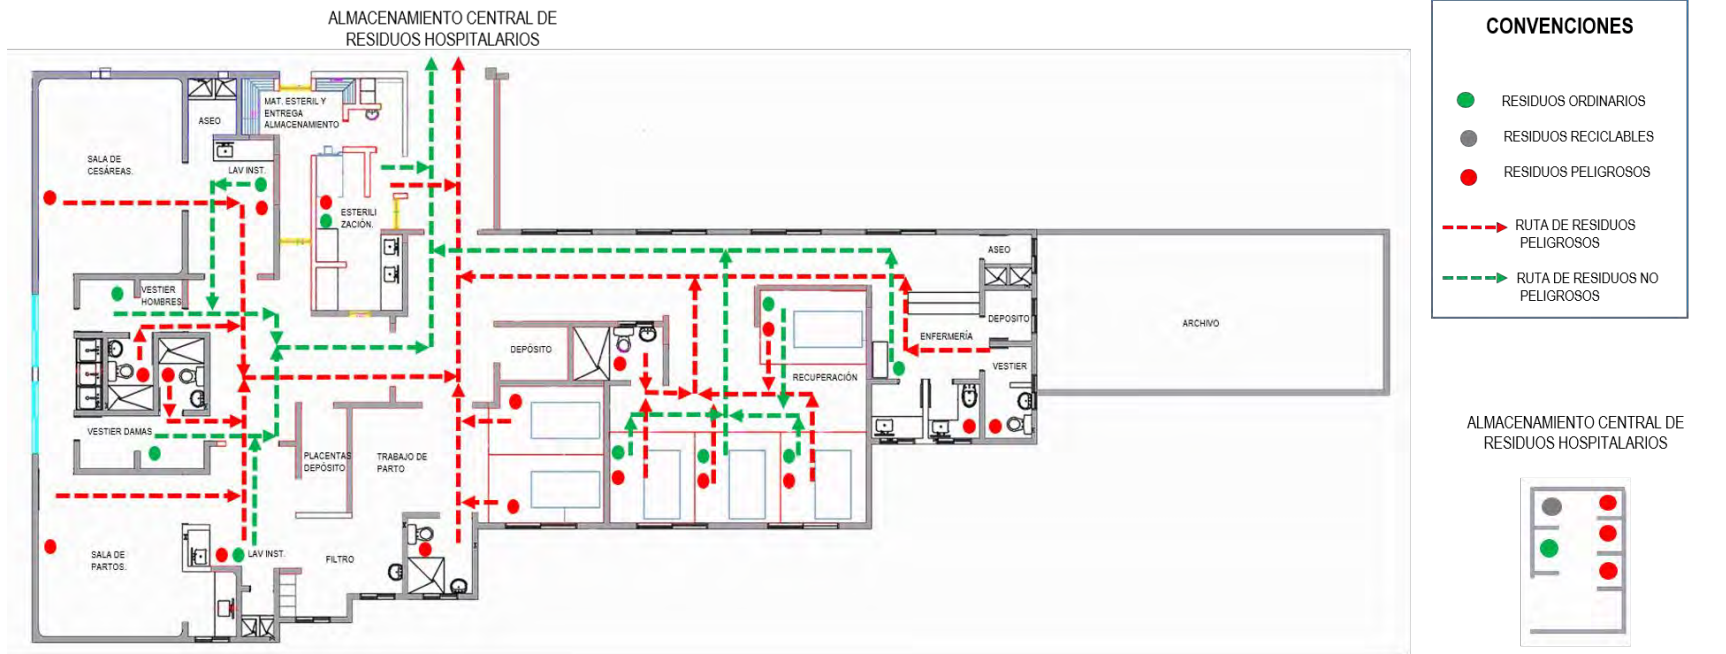 ALMACENAMIENTO CENTRAL DE
RESIDUOS HOSPITALARIOS
MAT. ESTERIL Y
ENTREGA
ALMACENAMIENTO
ASEO
SALA DE
CESÁREAS.
LAV INST.
ESTERILI
ZACIÓN.
VESTIER
HOMBRES
VESTIER DAMAS
PLACENTAS
DEPÓSITO
TRABAJO DE
PARTO
SALA DE
PARTOS.
LAV INST.
FILTRO
DEPÓSITO
RECUPERACIÓN
ENFERMERÍA
ASEO
DEPOSITO
VESTIER
ARCHIVO
CONVENCIONES
RESIDUOS ORDINARIOS
RESIDUOS RECICLABLES
RESIDUOS PELIGROSOS
RUTA DE RESIDUOS
PELIGROSOS
RUTA DE RESIDUOS NO
PELIGROSOS
ALMACENAMIENTO CENTRAL DE
RESIDUOS HOSPITALARIOS